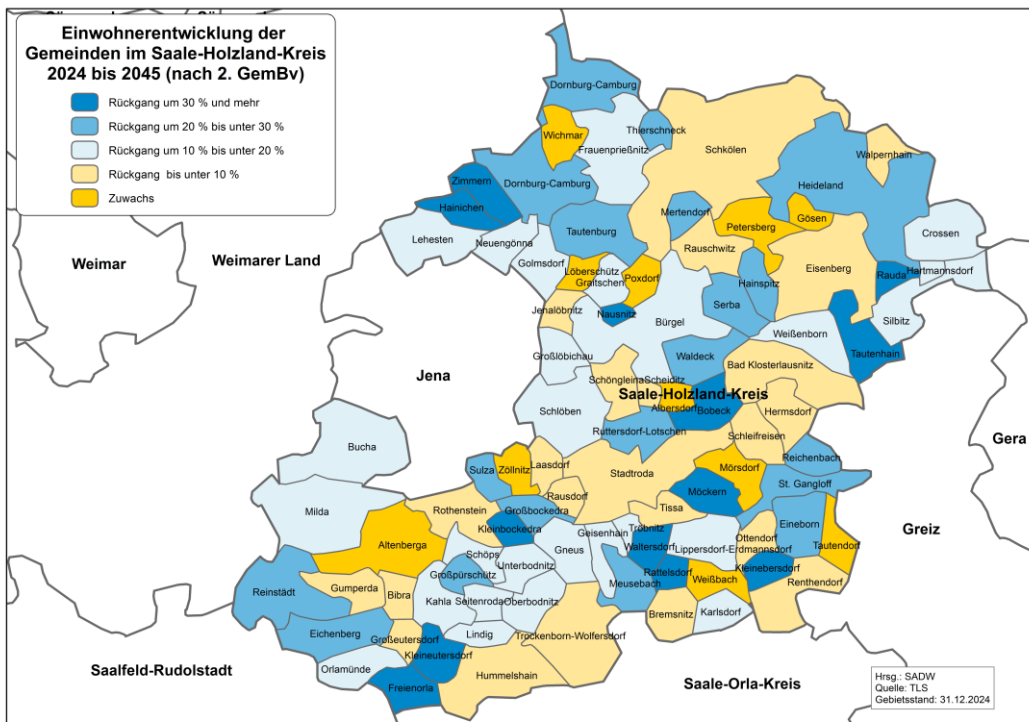 Einwohnerentwicklung der
Gemeinden im Saale-Holzland-Kreis
2024 bis 2045 (nach 2. GemBv)
Rückgang um 30 % und mehr
Rückgang um 20 % bis unter 30 %
Rückgang um 10 % bis unter 20 %
Rückgang bis unter 10 %
Zuwachs
Dornburg-Camburg
Wichmar
Thierschneck
Frauenprießnitz
Schkölen
Walpernhain
Zimmern
Dornburg-Camburg
Heideland
Hainichen
Mertendorf
Gösen
Petersberg
Crossen
Lehesten
Neuengönna
Tautenburg
Rauschwitz
Weimar
Weimarer Land
Golmsdorf
Löberschütz
Graitschen
Poxdorf
Eisenberg
Rauda
Hartmannsdorf
Hainspitz
Jenalöbnitz
Nausnitz
Serba
Bürgel
Silbitz
Weißenborn
Großlöbichau
Waldeck
Tautenhain
Bad Klosterlausnitz
Jena
Schöngleina
Scheiditz
Saale-Holzland-Kreis
Schlöben
Albersdorf
Bobeck
Hermsdorf
Ruttersdorf-Lotschen
Schleifreisen
Gera
Bucha
Reichenbach
Sulza
Zöllnitz
Laasdorf
Stadtroda
Mörsdorf
St. Gangloff
Möckern
Rausdorf
Milda
Rothenstein
Großbockedra
Tissa
Kleinbockedra
Tröbnitz
Eineborn
Greiz
Altenberga
Geisenhain
Ottendorf
Waltersdorf
Lippersdorf-Erdmannsdorf
Tautendorf
Schöps
Gneus
Unterbodnitz
Großpürschütz
Rattelsdorf
Kleinebersdorf
Weißbach
Renthendorf
Meusebach
Reinstädt
Gumperda
Bibra
Kahla
Seitenroda
Oberbodnitz
Bremsnitz
Karlsdorf
Eichenberg
Großeutersdorf
Lindig
Trockenborn-Wolfersdorf
Kleineutersdorf
Saalfeld-Rudolstadt
Orlamünde
Hummelshain
Freienorla
Saale-Orla-Kreis
Hrsg.: SADW
Quelle: TLS
Gebietsstand: 31.12.2024